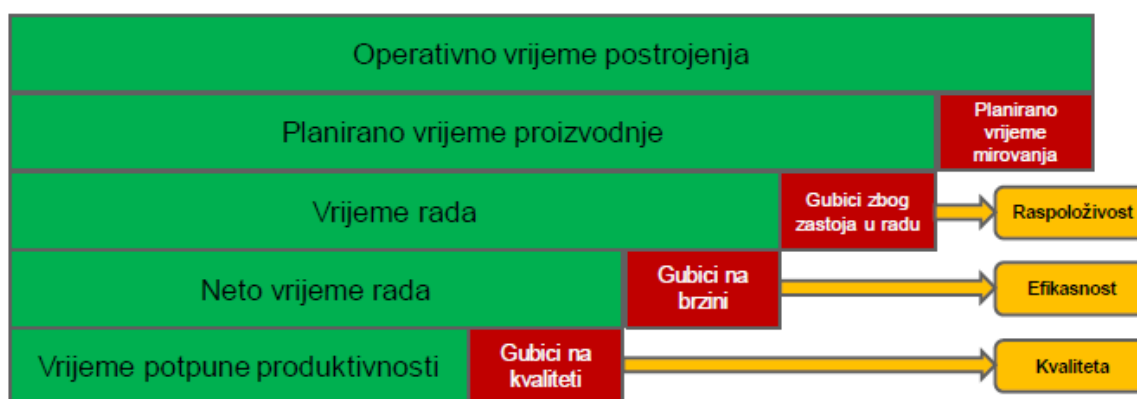 Operativno vrijeme postrojenja
Planirano vrijeme proizvodnje
Planirano
vrijeme
mirovanja
Vrijeme rada
Gubici zbog
zastoja u radu
Raspoloživost
Neto vrijeme rada
Gubici na
brzini
Efikasnost
Vrijeme potpune produktivnosti
Gubici na
kvaliteti
Kvaliteta